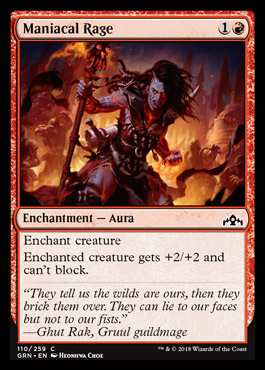 Maniacal Rage 1
Enchantment — Aura
Enchant creature
Enchanted creature gets +2/+2 and
can't block.
“They tell us the wilds are ours, then they
brick them over. They can lie to our faces
but not to our fists.”
—Ghut Rak, Gruul guildmage
110/259 C
GRN • EN Heonhwa Choe
™ & © 2018 Wizards of the Coast